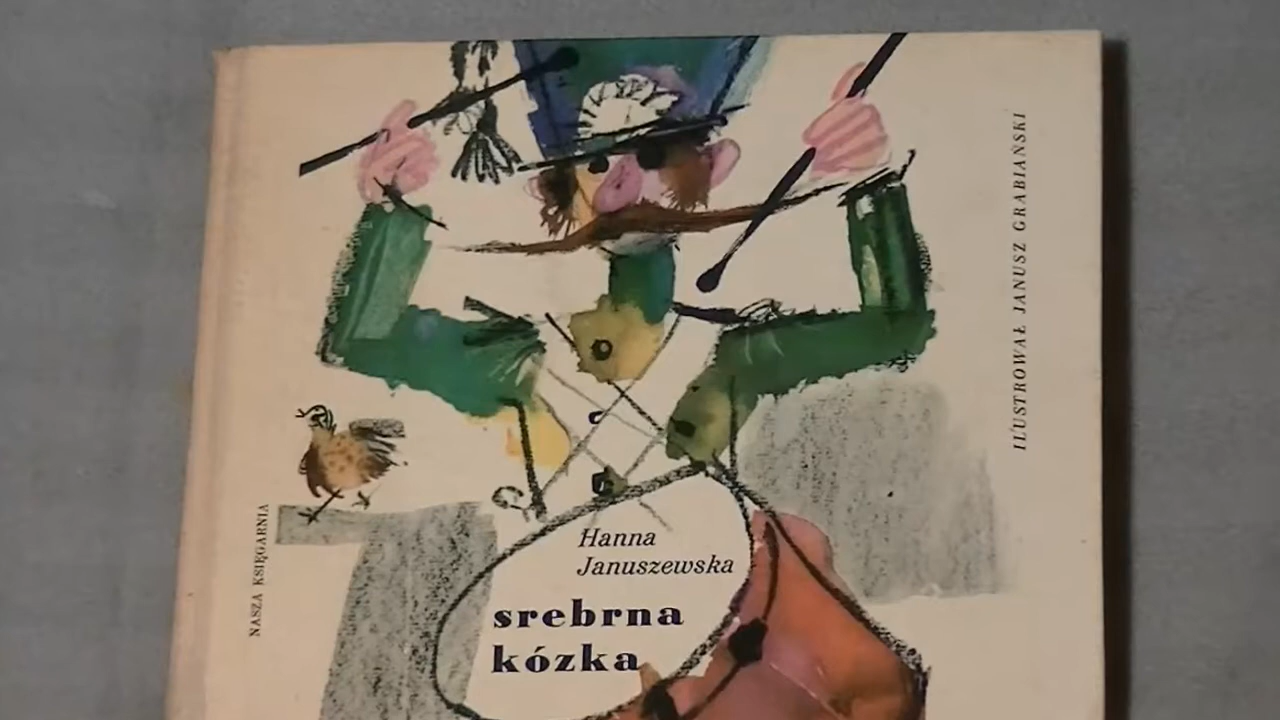 Hanna
Januszewska
srebrna
kózka
NASZA KSIĘGARNIA
ILUSTROWAŁ JANUSZ GRABIAŃSKI